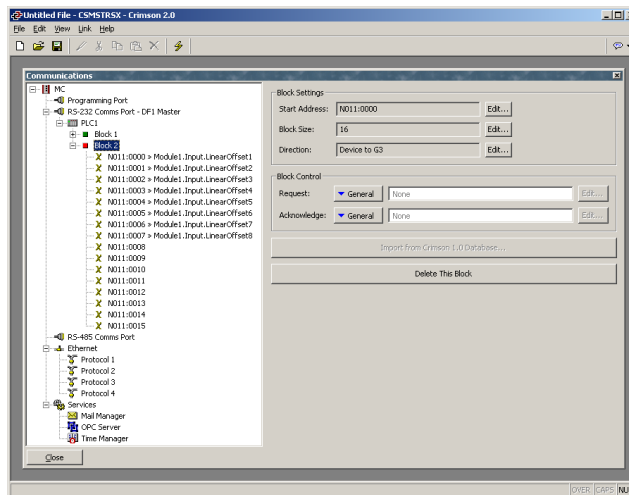 Untitled File - CSMSTRSX - Crimson 2.0
File Edit View Link Help
Communications
MC
Programming Port
RS-232 Comms Port - DF1 Master
PLC1
Block 1
Block 2
N011:0000 » Module1.Input.LinearOffset1
N011:0001 » Module1.Input.LinearOffset2
N011:0002 » Module1.Input.LinearOffset3
N011:0003 » Module1.Input.LinearOffset4
N011:0004 » Module1.Input.LinearOffset5
N011:0005 » Module1.Input.LinearOffset6
N011:0006 » Module1.Input.LinearOffset7
N011:0007 » Module1.Input.LinearOffset8
N011:0008
N011:0009
N011:0010
N011:0011
N011:0012
N011:0013
N011:0014
N011:0015
RS-485 Comms Port
Ethernet
Protocol 1
Protocol 2
Protocol 3
Protocol 4
Services
Mail Manager
OPC Server
Time Manager
Close
Block Settings
Start Address: N011:0000 Edit...
Block Size: 16 Edit...
Direction: Device to G3 Edit...
Block Control
Request: General None Edit...
Acknowledge: General None Edit...
Import from Crimson 1.0 Database...
Delete This Block
OVER CAPS NU